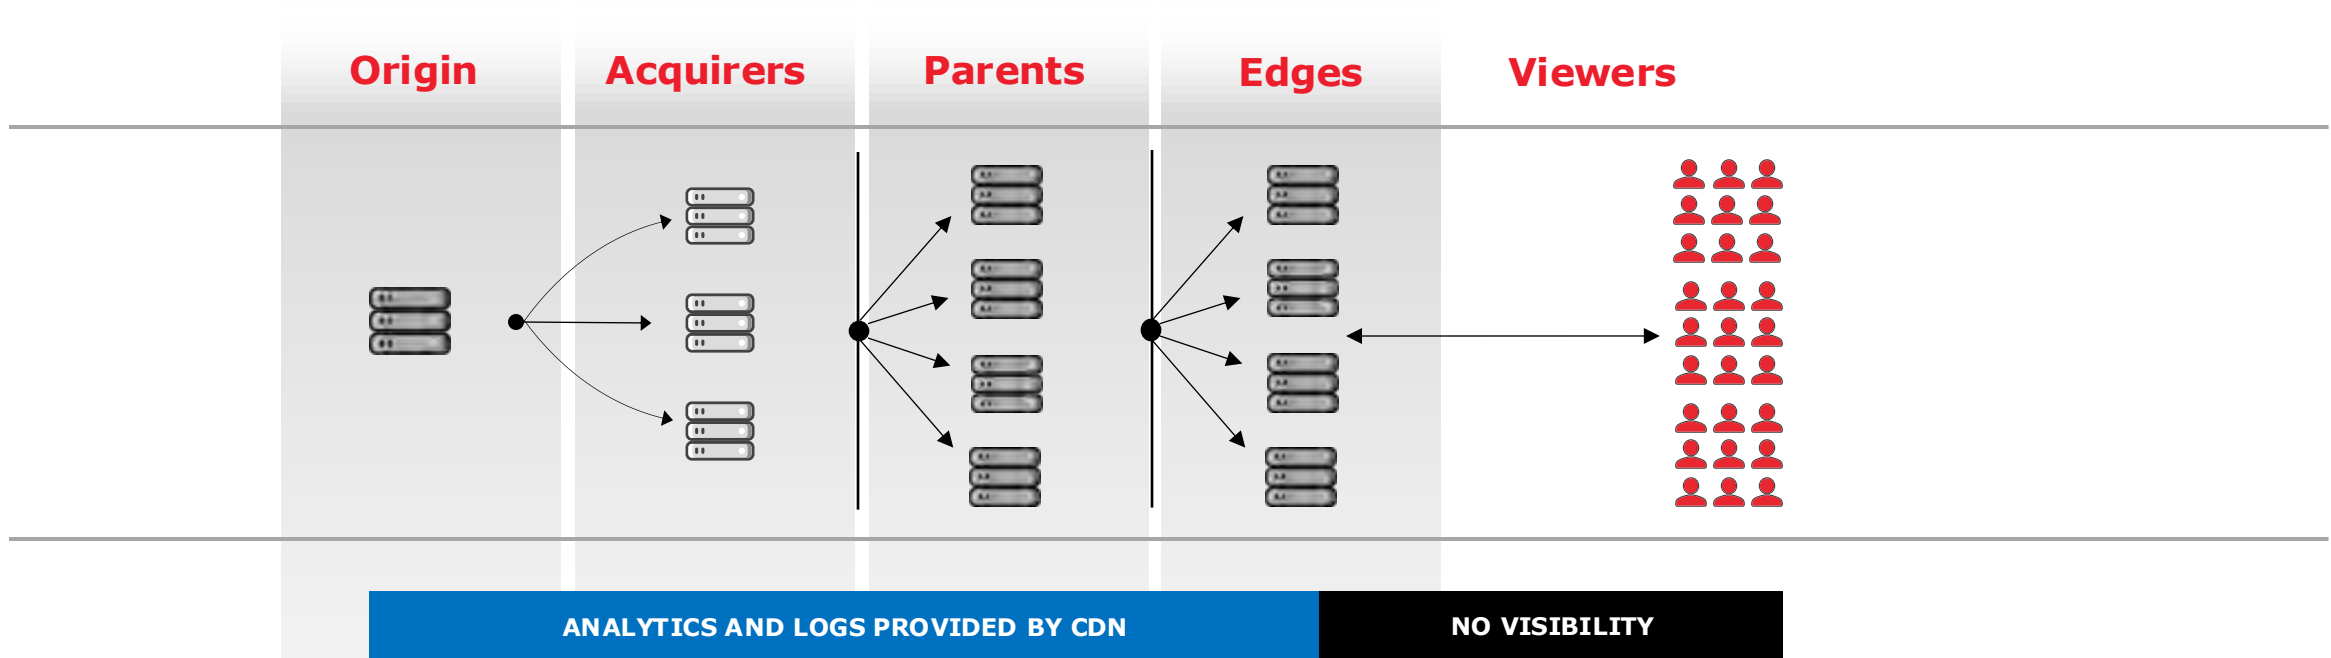 Origin
Acquirers
Parents
Edges
Viewers
ANALYTICS AND LOGS PROVIDED BY CDN
NO VISIBILITY